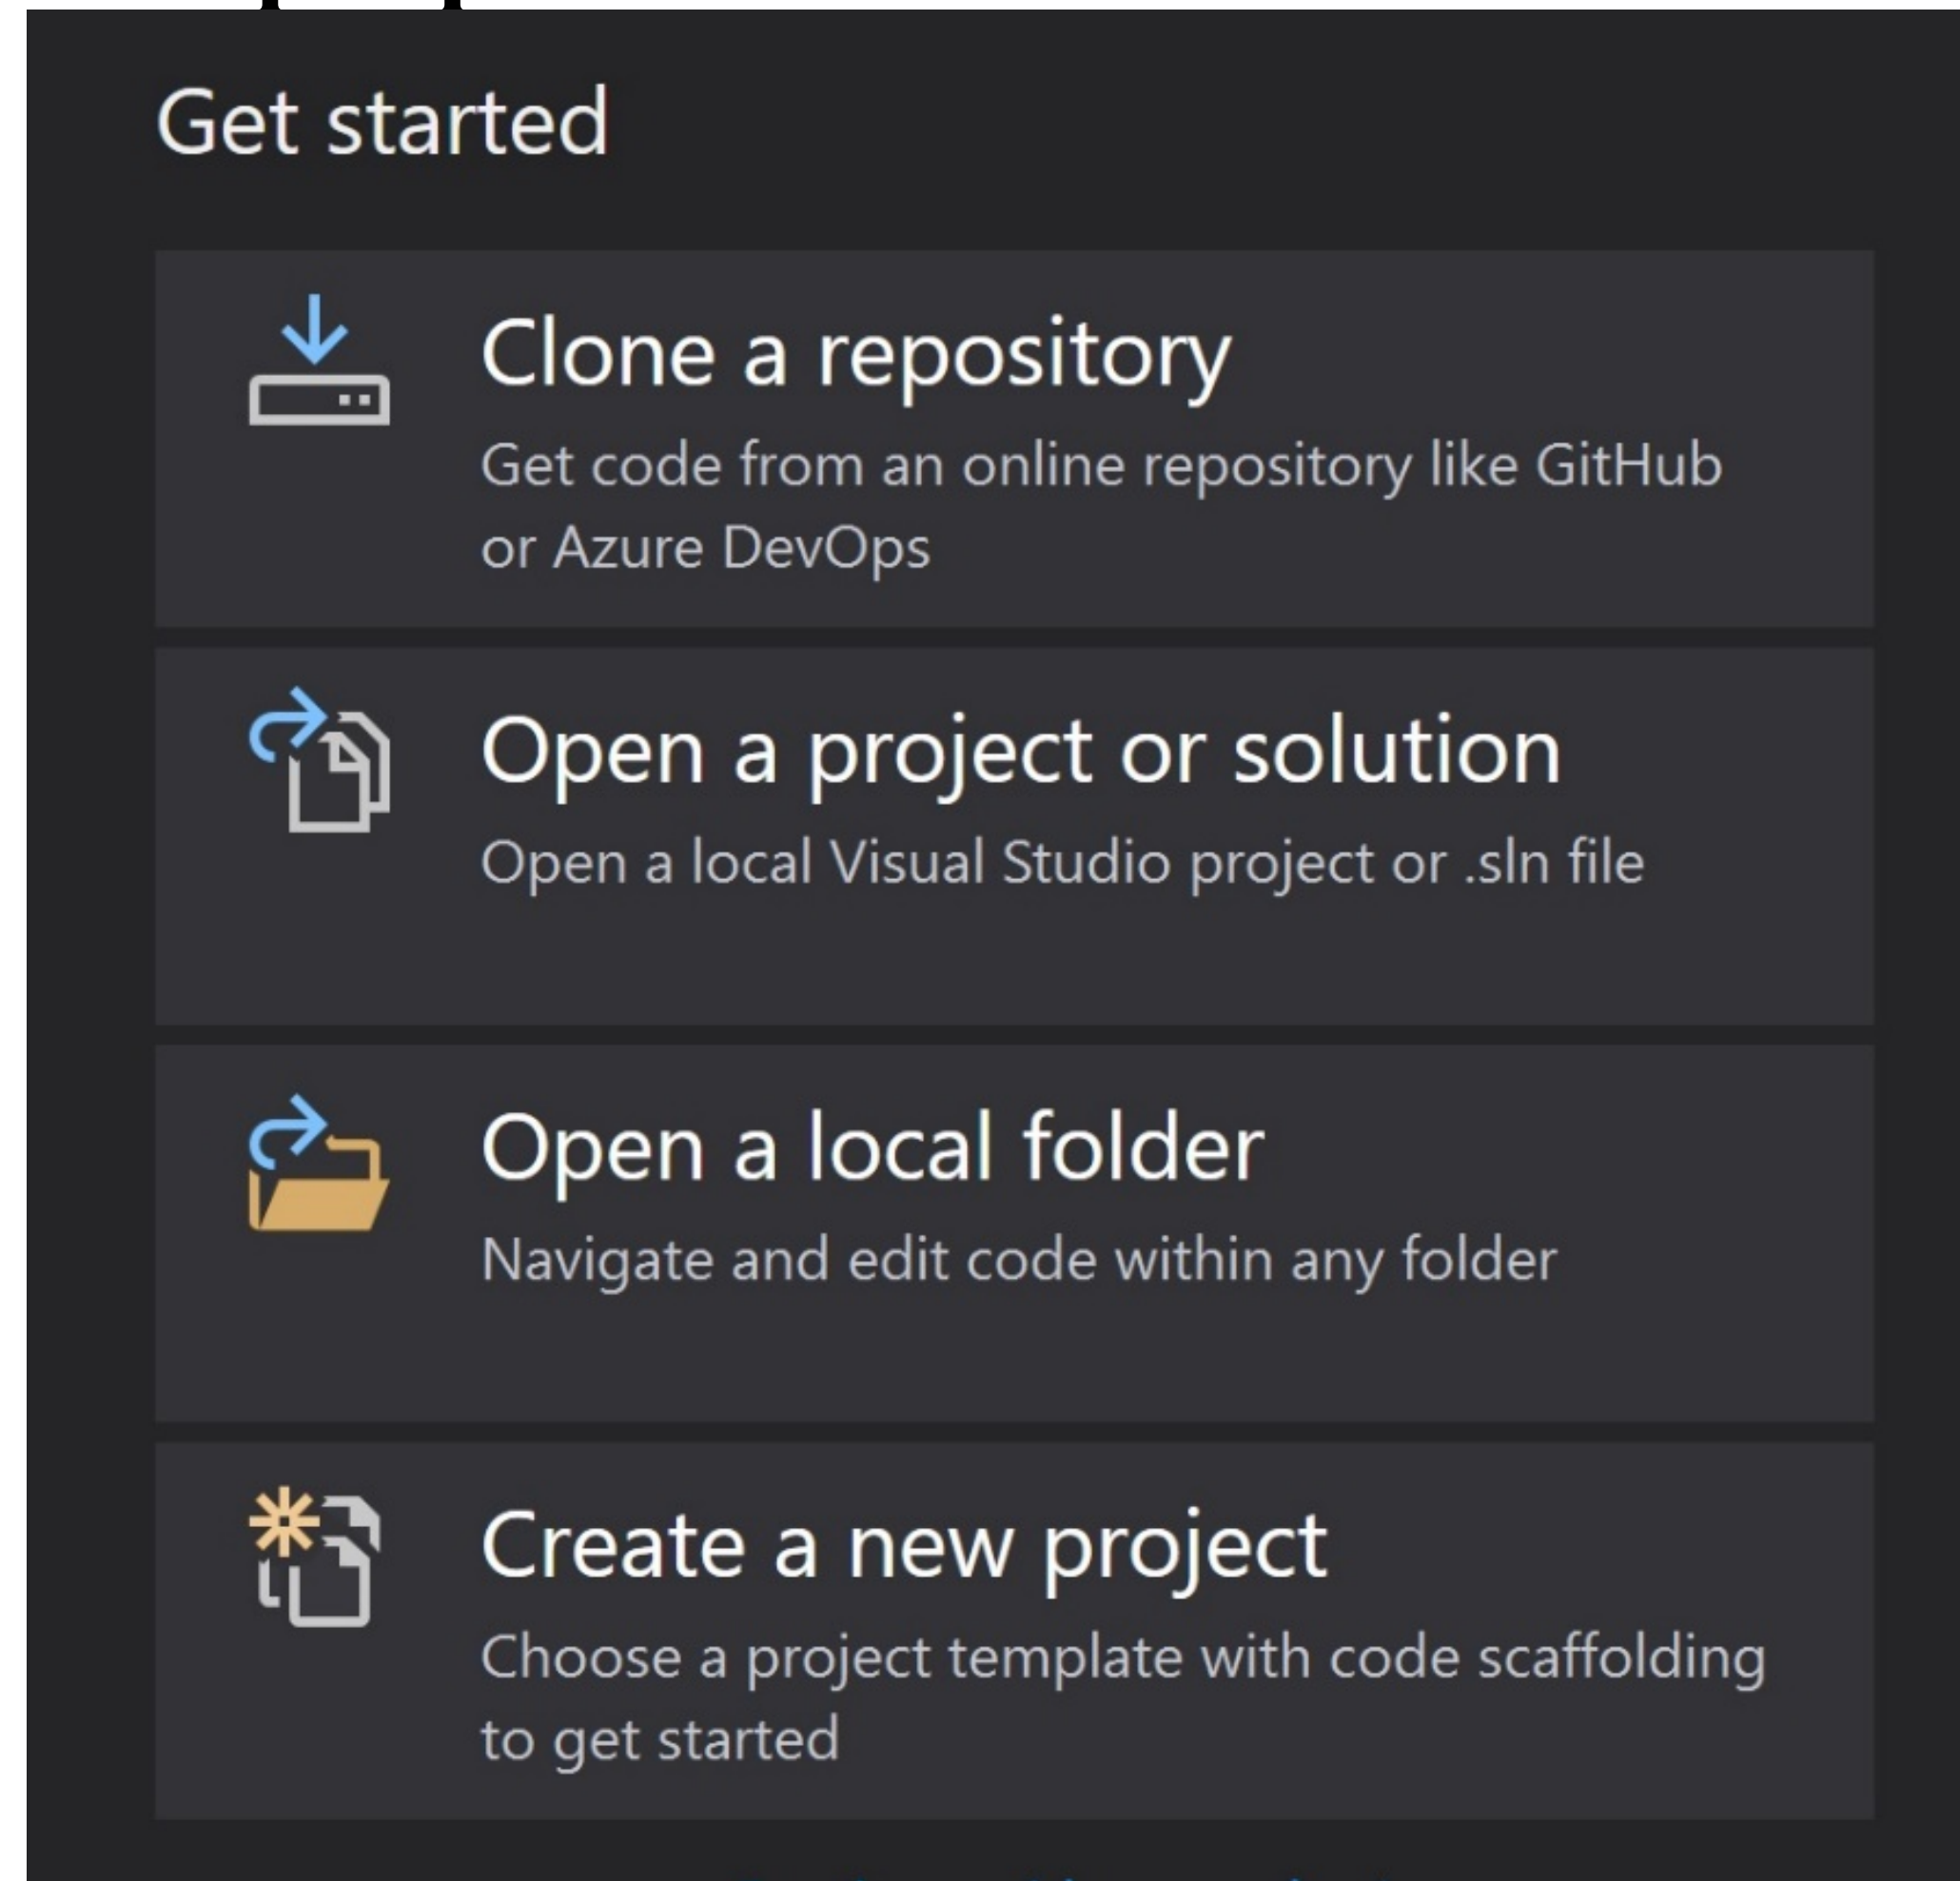 Get started
Clone a repository
Get code from an online repository like GitHub
or Azure DevOps
Open a project or solution
Open a local Visual Studio project or .sln file
Open a local folder
Navigate and edit code within any folder
Create a new project
Choose a project template with code scaffolding
to get started